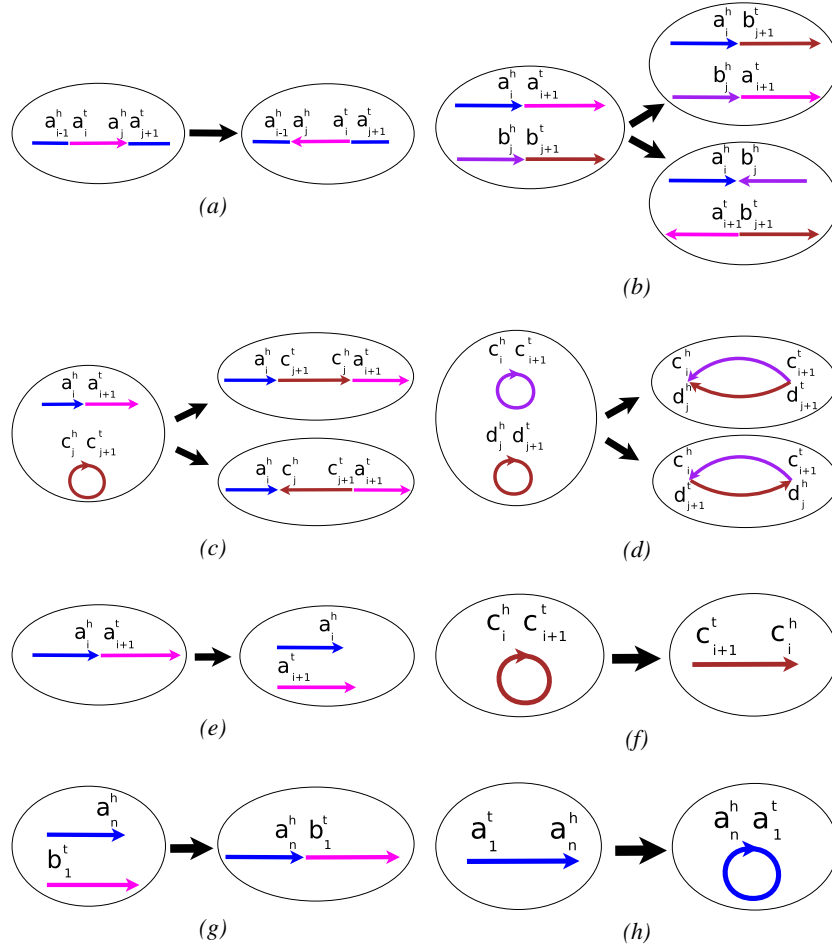 a^h_{i-1} a^t_i a^h_j a^t_{j+1}
a^h_{i-1} a^h_j a^t_i a^t_{j+1}
(a)
a^h_i a^t_{i+1}
b^h_j b^t_{j+1}
a^h_i b^t_{j+1}
b^h_j a^t_{i+1}
a^h_i b^h_j
a^t_{i+1} b^t_{j+1}
(b)
a^h_i a^t_{i+1}
c^h_j c^t_{j+1}
a^h_i c^t_{j+1} c^h_j a^t_{i+1}
a^h_i c^h_j c^t_{j+1} a^t_{i+1}
(c)
c^h_i c^t_{i+1}
d^h_j d^t_{j+1}
c^h_i c^t_{i+1}
d^h_j d^t_{j+1}
c^h_i c^t_{i+1}
d^t_{j+1} d^h_j
(d)
a^h_i a^t_{i+1}
a^h_i
a^t_{i+1}
(e)
c^h_i c^t_{i+1}
c^t_{i+1} c^h_i
(f)
a^h_n
b^t_1
a^h_n b^t_1
(g)
a^t_1 a^h_n
a^h_n a^t_1
(h)